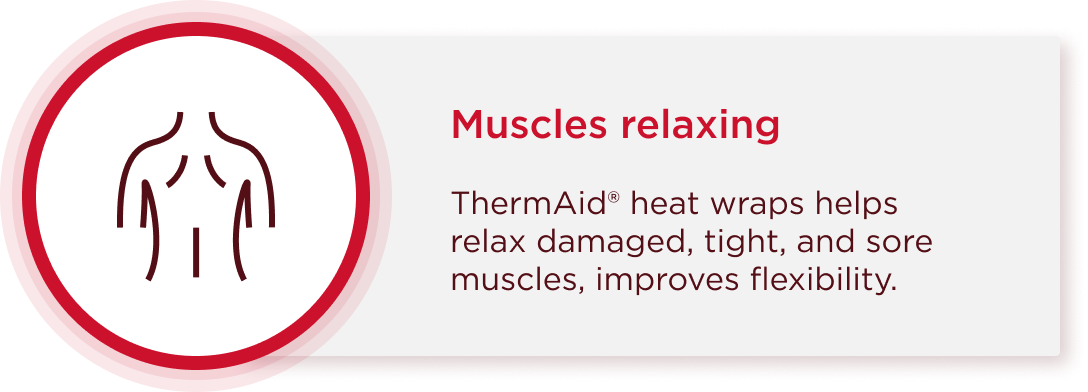 Muscles relaxing
ThermAid® heat wraps helps
relax damaged, tight, and sore
muscles, improves flexibility.